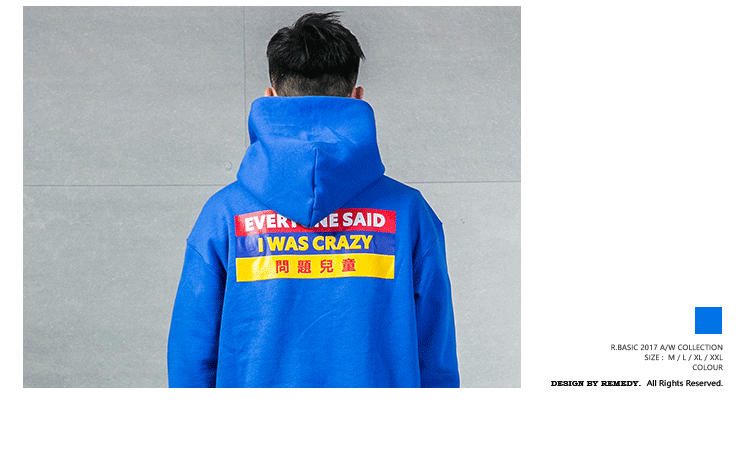 EVERYONE SAID
I WAS CRAZY
問題兒童
R.BASIC 2017 A/W COLLECTION
SIZE : M / L / XL / XXL
COLOUR
DESIGN BY REMEDY. All Rights Reserved.